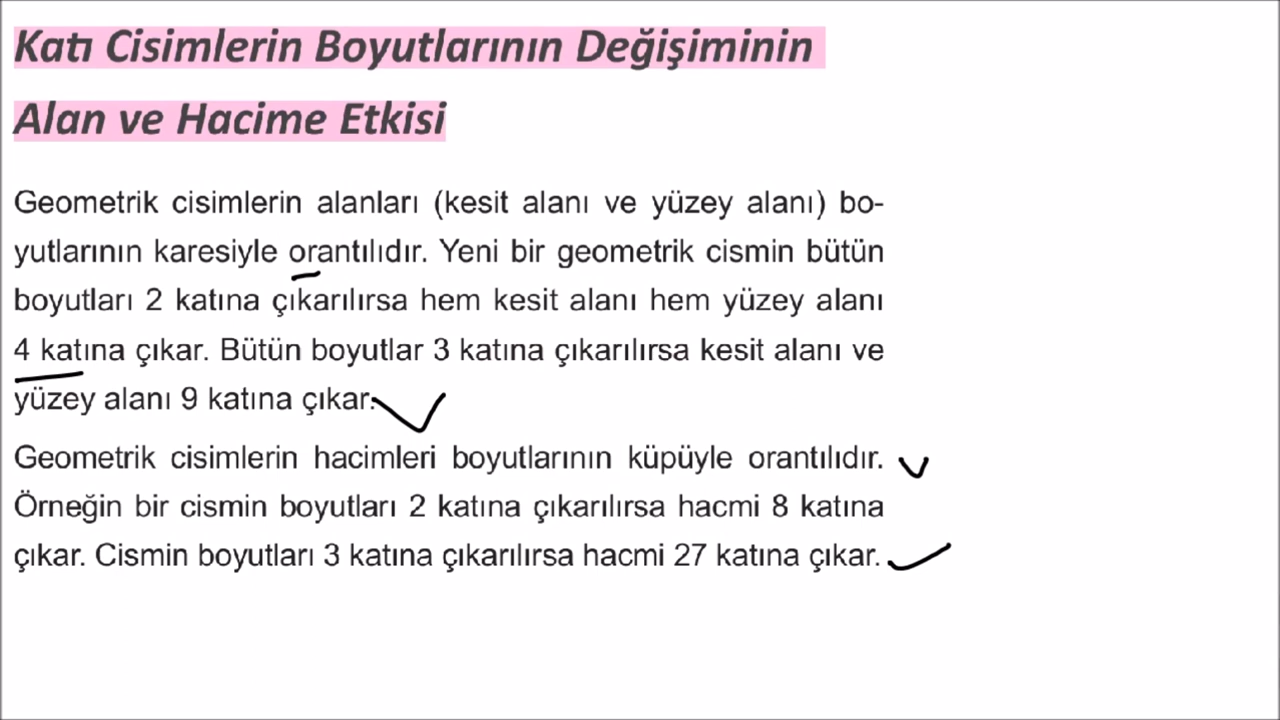 Katı Cisimlerin Boyutlarının Değişiminin
Alan ve Hacime Etkisi
Geometrik cisimlerin alanları (kesit alanı ve yüzey alanı) bo-
yutlarının karesiyle orantılıdır. Yeni bir geometrik cismin bütün
boyutları 2 katına çıkarılırsa hem kesit alanı hem yüzey alanı
4 katına çıkar. Bütün boyutlar 3 katına çıkarılırsa kesit alanı ve
yüzey alanı 9 katına çıkar.
Geometrik cisimlerin hacimleri boyutlarının küpüyle orantılıdır.
Örneğin bir cismin boyutları 2 katına çıkarılırsa hacmi 8 katına
çıkar. Cismin boyutları 3 katına çıkarılırsa hacmi 27 katına çıkar.